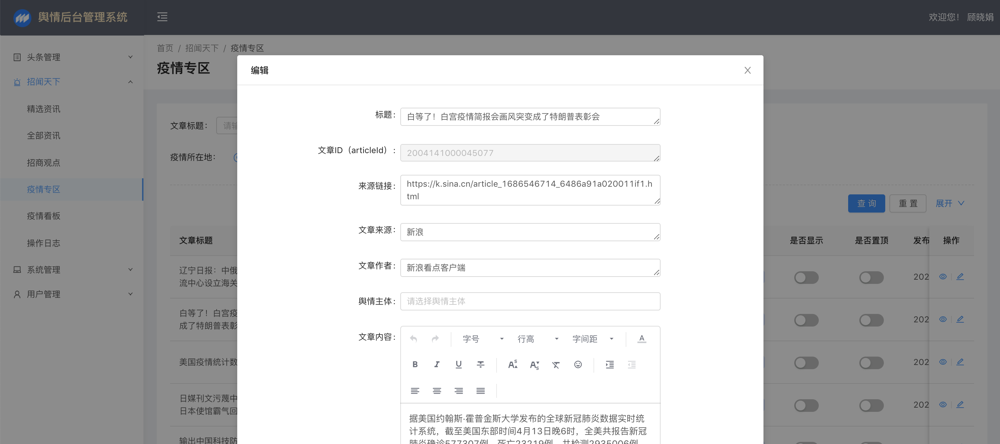 舆情后台管理系统
欢迎您！ 顾晓娟
头条管理
招闻天下
精选资讯
全部资讯
招商观点
疫情专区
疫情看板
操作日志
系统管理
用户管理
首页 / 招闻天下 / 疫情专区
疫情专区
文章标题：
请输
疫情所在地：
查 询 重 置 展开
文章标题
是否显示 是否置顶 发布 操作
辽宁日报：中俄
流中心设立海关
202
白等了！白宫疫
成了特朗普表彰
202
美国疫情统计数
202
日媒刊文污蔑中
日本使馆霸气回
202
输出中国科技防
编辑
标题：
白等了！白宫疫情简报会画风突变成了特朗普表彰会
文章ID（articleId）：
2004141000045077
来源链接：
https://k.sina.cn/article_1686546714_6486a91a020011if1.h
tml
文章来源：
新浪
文章作者：
新浪看点客户端
舆情主体：
请选择舆情主体
文章内容：
字号 行高 字间距
据美国约翰斯·霍普金斯大学发布的全球新冠肺炎数据实时统
计系统，截至美国东部时间4月13日晚6时，全美共报告新冠
肺炎确诊577307例，死亡23219例，共检测2935006例